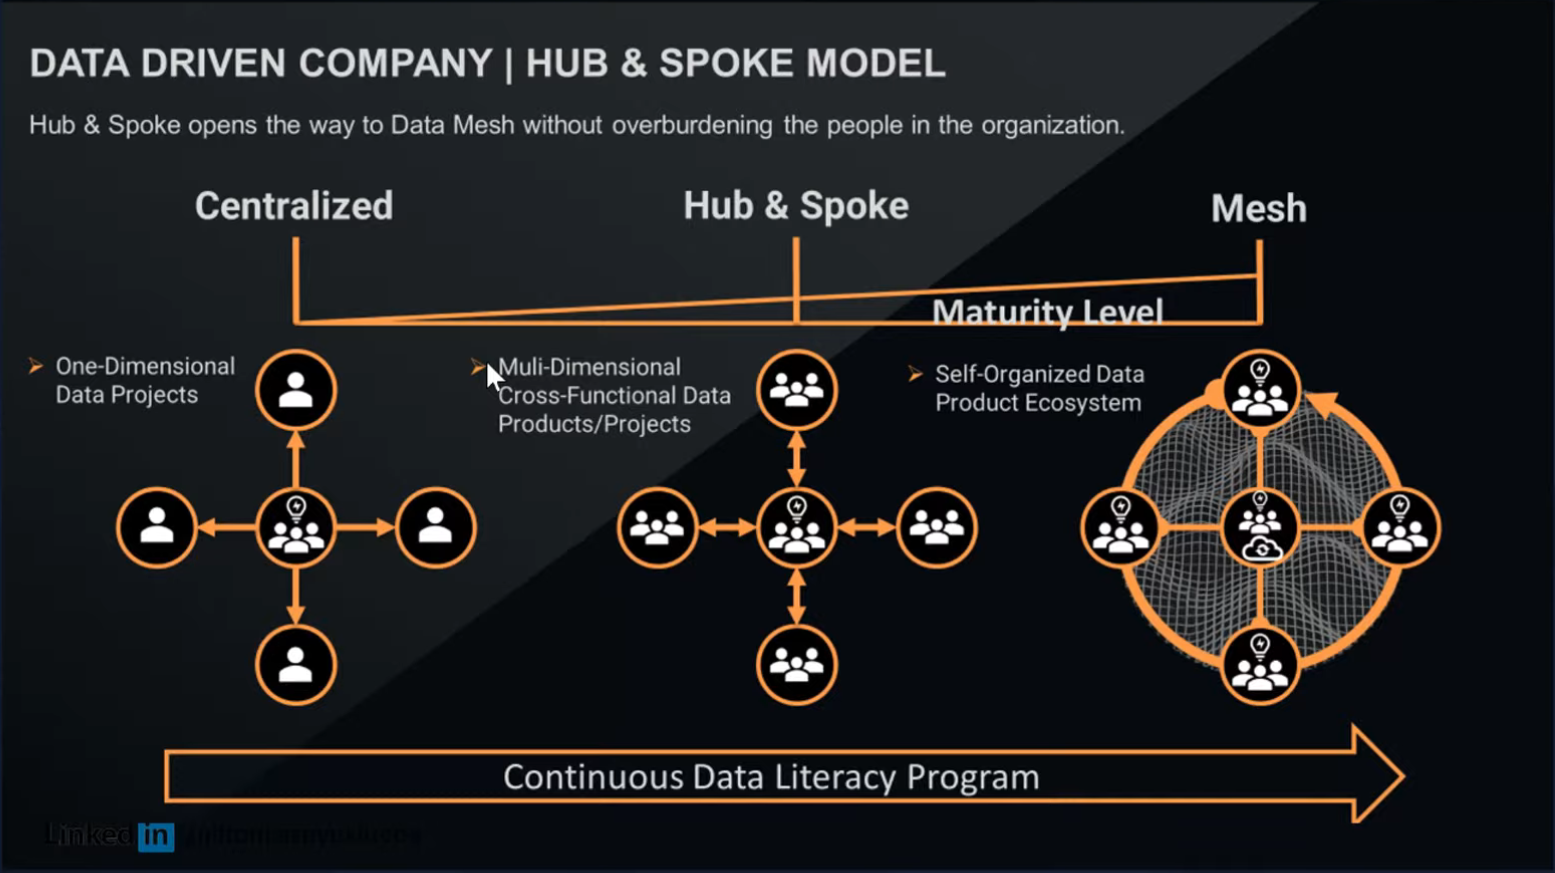 DATA DRIVEN COMPANY | HUB & SPOKE MODEL
Hub & Spoke opens the way to Data Mesh without overburdening the people in the organization.
Centralized
Hub & Spoke
Mesh
Maturity Level
One-Dimensional
Data Projects
Muli-Dimensional
Cross-Functional Data
Products/Projects
Self-Organized Data
Product Ecosystem
Continuous Data Literacy Program
Linked in